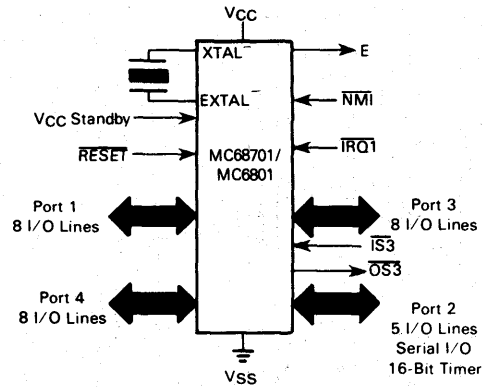 VCC
XTAL
E
EXTAL
NMI
VCC Standby
IRQ1
RESET
MC68701/
MC6801
Port 1
8 I/O Lines
Port 3
8 I/O Lines
IS3
OS3
Port 4
8 I/O Lines
Port 2
5 I/O Lines
Serial I/O
16-Bit Timer
VSS